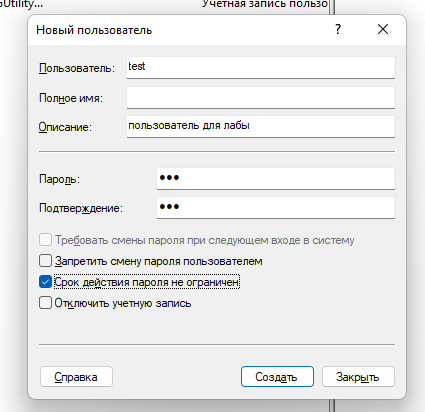 GUtility...
Учетная запись пользо
Новый пользователь
?
Пользователь: test
Полное имя:
Описание: пользователь для лабы
Пароль: •••
Подтверждение: •••
Требовать смены пароля при следующем входе в систему
Запретить смену пароля пользователем
Срок действия пароля не ограничен
Отключить учетную запись
Справка Создать Закрыть